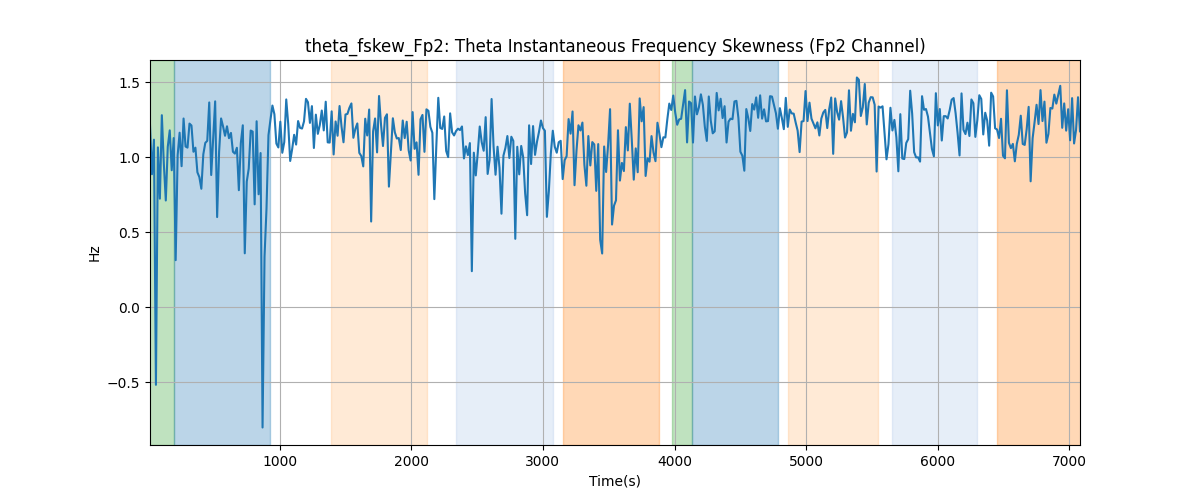 theta_fskew_Fp2: Theta Instantaneous Frequency Skewness (Fp2 Channel)
1.5
1.0
0.5
0.0
−0.5
Hz
1000 2000 3000 4000 5000 6000 7000
Time(s)